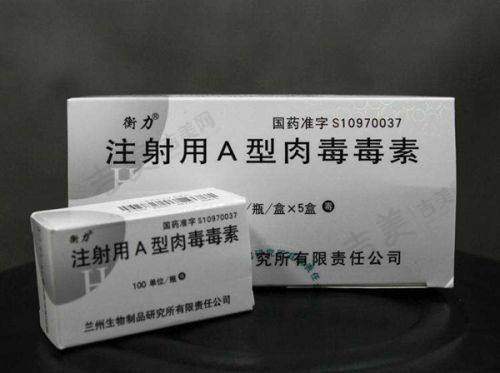 衡力®
国药准字 S10970037
注射用A型肉毒毒素
/瓶/盒×5盒 毒
究所有限责任公司
衡力®
国药准字 S10970037
注射用A型肉毒毒素
100 单位/瓶 毒
兰州生物制品研究所有限责任公司